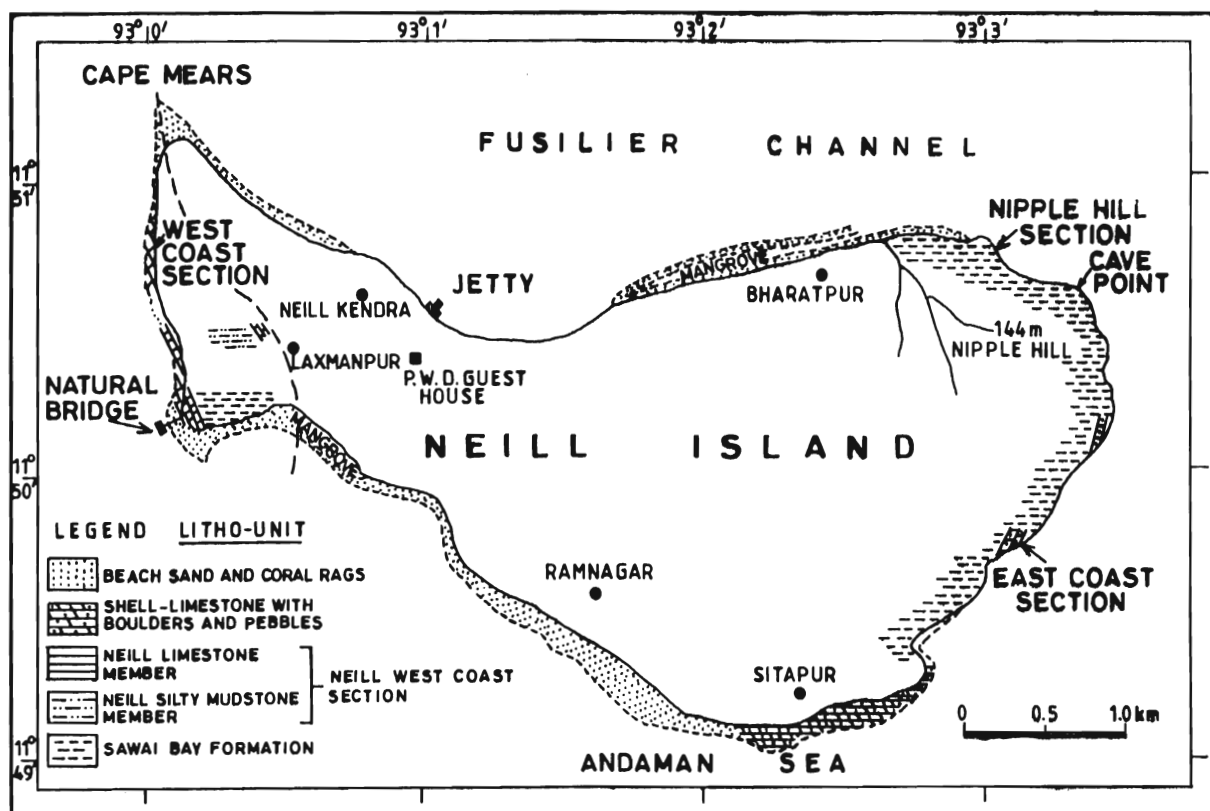 93°0' 93°1' 93°12' 93°13'
CAPE MEARS
FUSILIER CHANNEL
11°
51'
WEST
COAST
SECTION
NIPPLE HILL
SECTION
CAVE
POINT
MANGROVE
JETTY
BHARATPUR
NEILL KENDRA
144m
NIPPLE HILL
LAXMANPUR
P.W.D. GUEST
HOUSE
NATURAL
BRIDGE
MANGROVE
NEILL ISLAND
11°
50'
LEGEND LITHO-UNIT
BEACH SAND AND CORAL RAGS
SHELL-LIMESTONE WITH
BOULDERS AND PEBBLES
NEILL LIMESTONE
MEMBER
NEILL SILTY MUDSTONE
MEMBER
NEILL WEST COAST
SECTION
SAWAI BAY FORMATION
RAMNAGAR
EAST COAST
SECTION
SITAPUR
0 0.5 1.0 km
11°
49'
ANDAMAN SEA